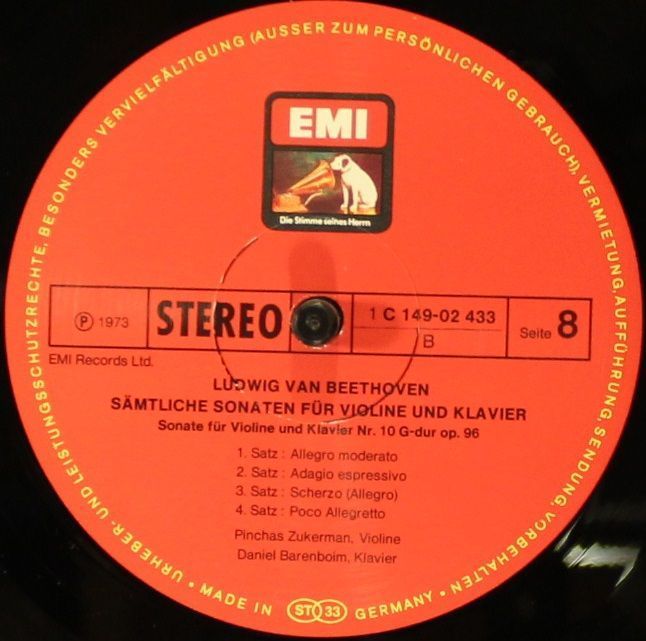 URHEBER- UND LEISTUNGSSCHUTZRECHTE, BESONDERS VERVIELFÄLTIGUNG (AUSSER ZUM PERSÖNLICHEN GEBRAUCH), VERMIETUNG, AUFFÜHRUNG, SENDUNG, VORBEHALTEN •
EMI
Die Stimme seines Herrn
℗ 1973
STEREO
1 C 149-02 433
B
Seite 8
EMI Records Ltd.
LUDWIG VAN BEETHOVEN
SÄMTLICHE SONATEN FÜR VIOLINE UND KLAVIER
Sonate für Violine und Klavier Nr. 10 G-dur op. 96
1. Satz : Allegro moderato
2. Satz : Adagio espressivo
3. Satz : Scherzo (Allegro)
4. Satz : Poco Allegretto
Pinchas Zukerman, Violine
Daniel Barenboim, Klavier
• MADE IN ST 33 GERMANY •